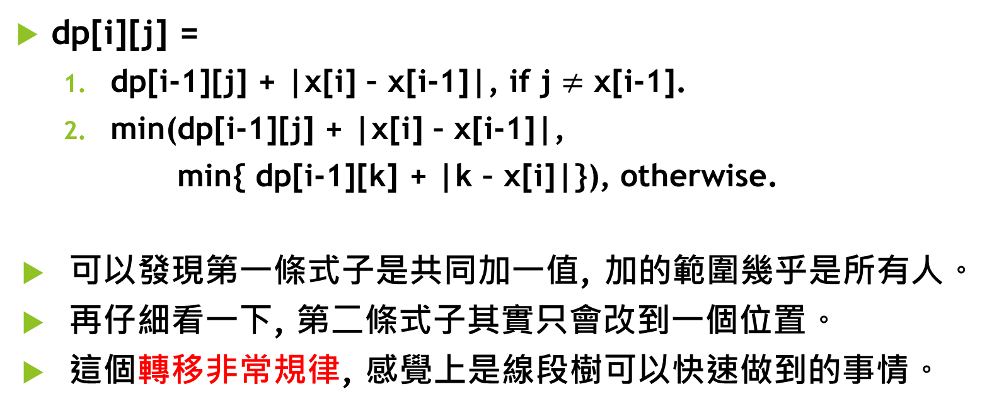 dp[i][j] =
1. dp[i-1][j] + |x[i] – x[i-1]|, if j ≠ x[i-1].
2. min(dp[i-1][j] + |x[i] – x[i-1]|,
min{ dp[i-1][k] + |k – x[i]|}), otherwise.
可以發現第一條式子是共同加一值, 加的範圍幾乎是所有人。
再仔細看一下, 第二條式子其實只會改到一個位置。
這個轉移非常規律, 感覺上是線段樹可以快速做到的事情。